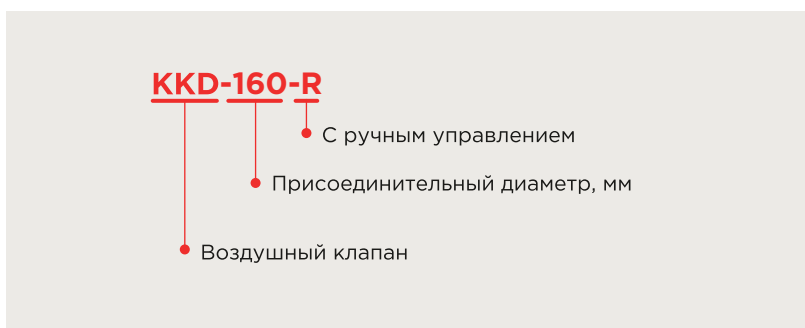 KKD-160-R
С ручным управлением
Присоединительный диаметр, мм
Воздушный клапан